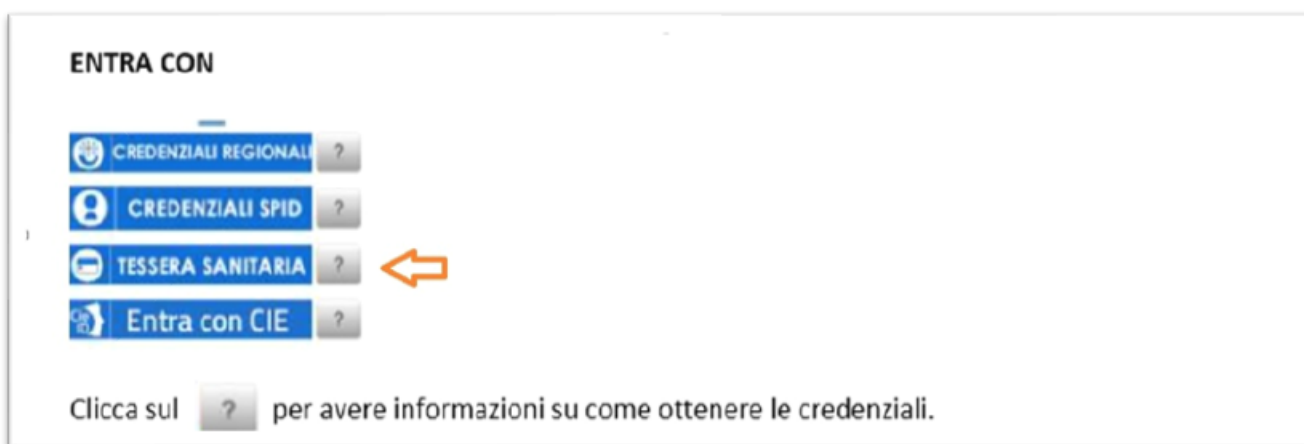 ENTRA CON
CREDENZIALI REGIONALI ?
CREDENZIALI SPID ?
TESSERA SANITARIA ?
Entra con CIE ?
Clicca sul ? per avere informazioni su come ottenere le credenziali.